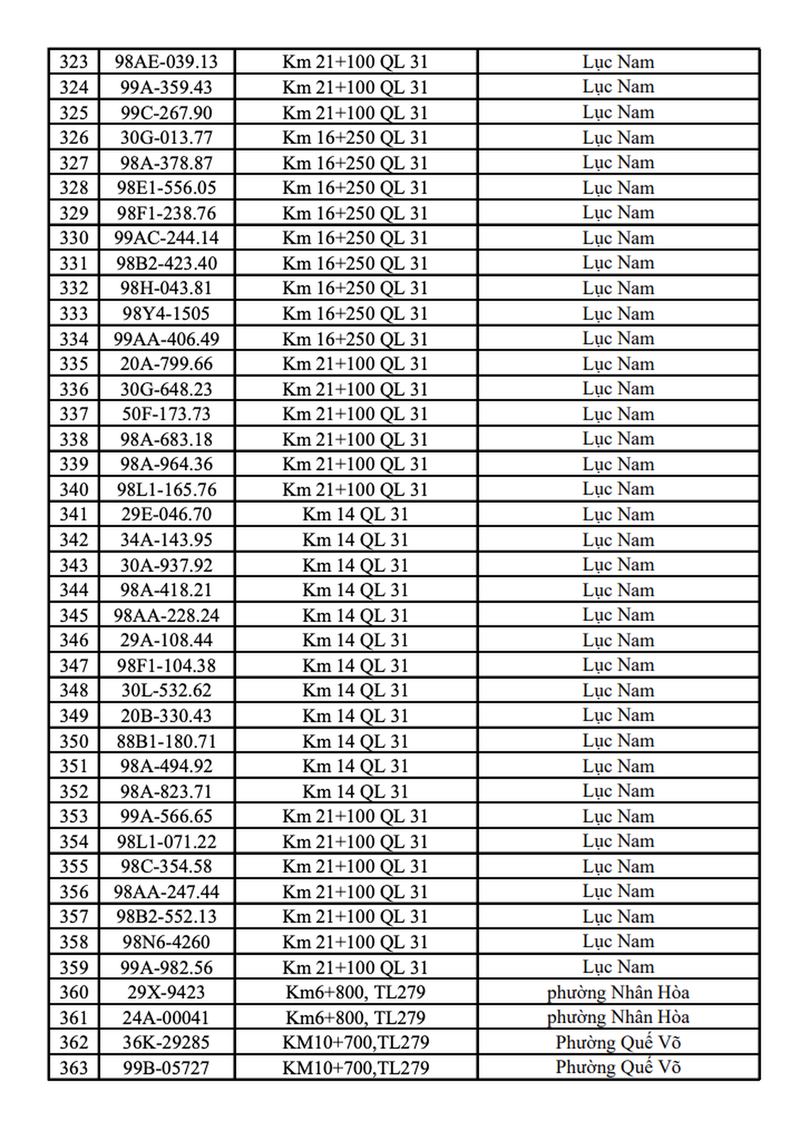 323 98AE-039.13 Km 21+100 QL 31 Lục Nam
324 99A-359.43 Km 21+100 QL 31 Lục Nam
325 99C-267.90 Km 21+100 QL 31 Lục Nam
326 30G-013.77 Km 16+250 QL 31 Lục Nam
327 98A-378.87 Km 16+250 QL 31 Lục Nam
328 98E1-556.05 Km 16+250 QL 31 Lục Nam
329 98F1-238.76 Km 16+250 QL 31 Lục Nam
330 99AC-244.14 Km 16+250 QL 31 Lục Nam
331 98B2-423.40 Km 16+250 QL 31 Lục Nam
332 98H-043.81 Km 16+250 QL 31 Lục Nam
333 98Y4-1505 Km 16+250 QL 31 Lục Nam
334 99AA-406.49 Km 16+250 QL 31 Lục Nam
335 20A-799.66 Km 21+100 QL 31 Lục Nam
336 30G-648.23 Km 21+100 QL 31 Lục Nam
337 50F-173.73 Km 21+100 QL 31 Lục Nam
338 98A-683.18 Km 21+100 QL 31 Lục Nam
339 98A-964.36 Km 21+100 QL 31 Lục Nam
340 98L1-165.76 Km 21+100 QL 31 Lục Nam
341 29E-046.70 Km 14 QL 31 Lục Nam
342 34A-143.95 Km 14 QL 31 Lục Nam
343 30A-937.92 Km 14 QL 31 Lục Nam
344 98A-418.21 Km 14 QL 31 Lục Nam
345 98AA-228.24 Km 14 QL 31 Lục Nam
346 29A-108.44 Km 14 QL 31 Lục Nam
347 98F1-104.38 Km 14 QL 31 Lục Nam
348 30L-532.62 Km 14 QL 31 Lục Nam
349 20B-330.43 Km 14 QL 31 Lục Nam
350 88B1-180.71 Km 14 QL 31 Lục Nam
351 98A-494.92 Km 14 QL 31 Lục Nam
352 98A-823.71 Km 14 QL 31 Lục Nam
353 99A-566.65 Km 21+100 QL 31 Lục Nam
354 98L1-071.22 Km 21+100 QL 31 Lục Nam
355 98C-354.58 Km 21+100 QL 31 Lục Nam
356 98AA-247.44 Km 21+100 QL 31 Lục Nam
357 98B2-552.13 Km 21+100 QL 31 Lục Nam
358 98N6-4260 Km 21+100 QL 31 Lục Nam
359 99A-982.56 Km 21+100 QL 31 Lục Nam
360 29X-9423 Km6+800, TL279 phường Nhân Hòa
361 24A-00041 Km6+800, TL279 phường Nhân Hòa
362 36K-29285 KM10+700,TL279 Phường Quế Võ
363 99B-05727 KM10+700,TL279 Phường Quế Võ